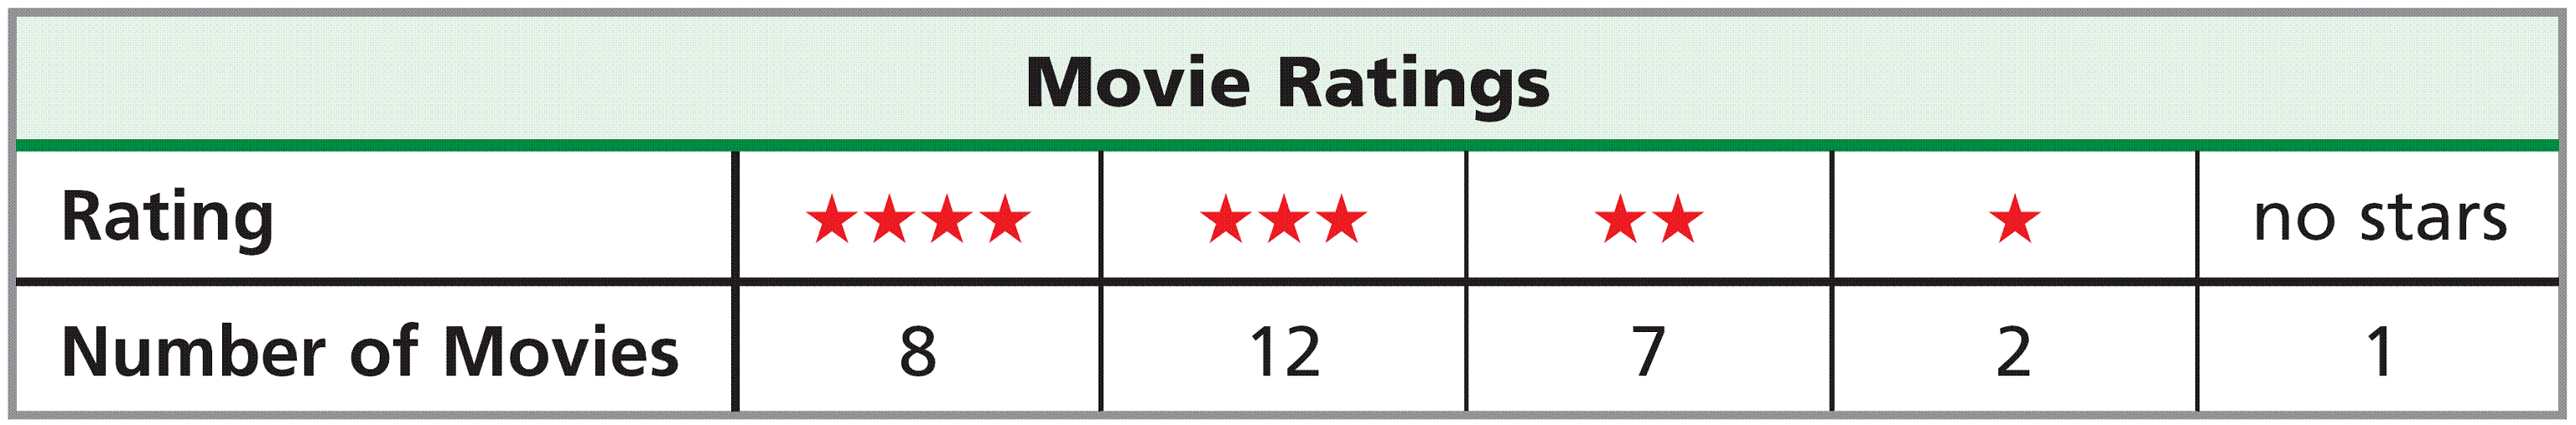 Movie Ratings
Rating ★★★★ ★★★ ★★ ★ no stars
Number of Movies 8 12 7 2 1